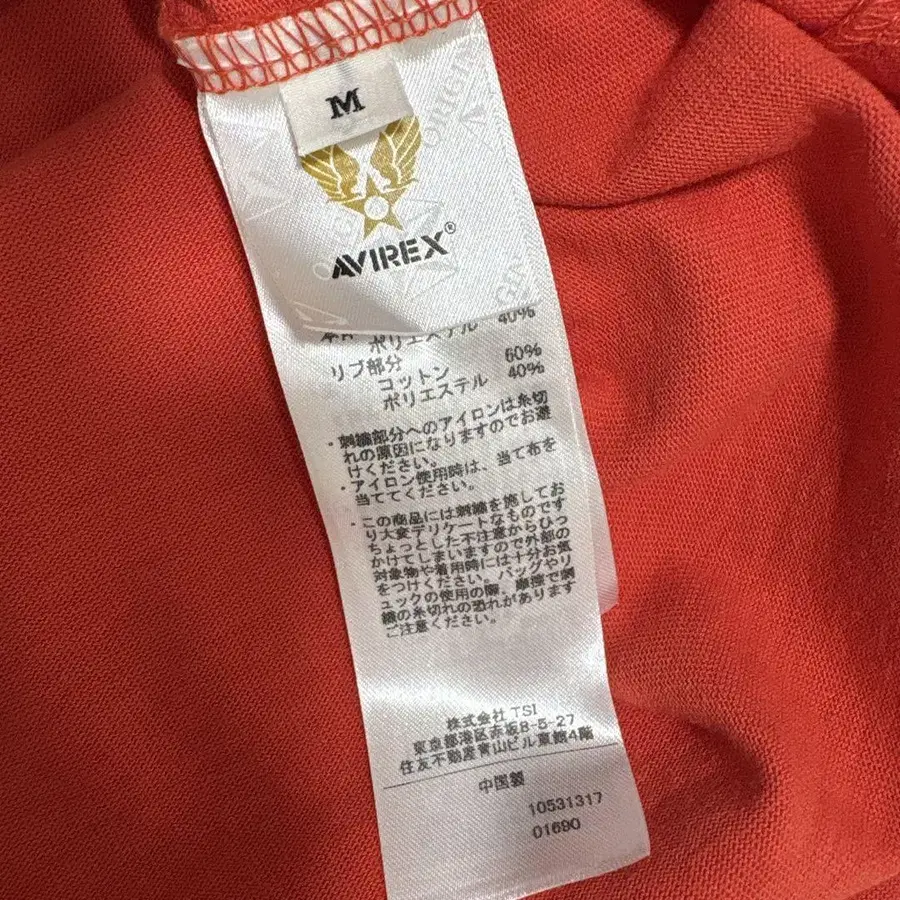 M
AVIREX®
ポリエステル 40%
リブ部分
コットン 60%
ポリエステル 40%
・刺繍部分へのアイロンは糸切
れの原因になりますのでお避
けください。
・アイロン使用時は、当て布を
当ててください。
・この商品には刺繍を施してお
り大変デリケートなものです
ちょっとした不注意からひっ
かけてしまいますので外部の
対象物や着用時には十分お気
をつけください。バッグやリ
ュックの使用の際、摩擦で刺
繍の糸切れの恐れがあります
ご注意ください。
株式会社 TSI
東京都港区赤坂8-5-27
住友不動産青山ビル東館4階
中国製
10531317
01690